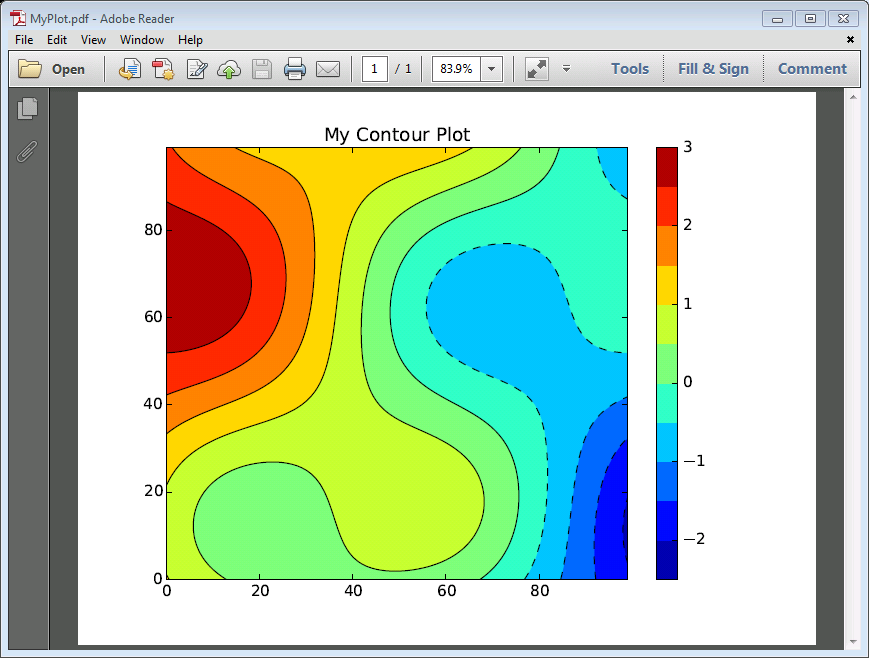 MyPlot.pdf - Adobe Reader
File Edit View Window Help
Open 1 / 1 83.9% Tools Fill & Sign Comment
My Contour Plot
80
60
40
20
0
0 20 40 60 80
3
2
1
0
−1
−2